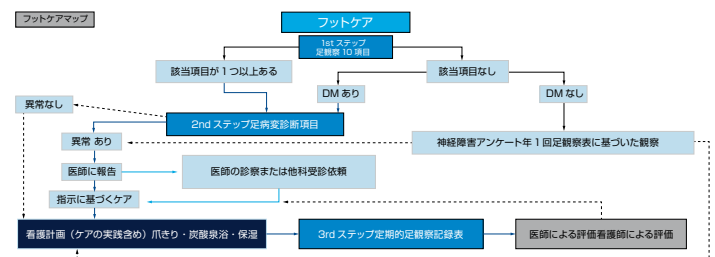 フットケアマップ
フットケア
1st ステップ
足観察 10 項目
該当項目が 1 つ以上ある
該当項目なし
DM あり
DM なし
異常なし
2nd ステップ足病変診断項目
異常 あり
神経障害アンケート年 1 回足観察表に基づいた観察
医師に報告
医師の診察または他科受診依頼
指示に基づくケア
看護計画（ケアの実践含め）爪きり・炭酸泉浴・保湿
3rd ステップ定期的足観察記録表
医師による評価看護師による評価